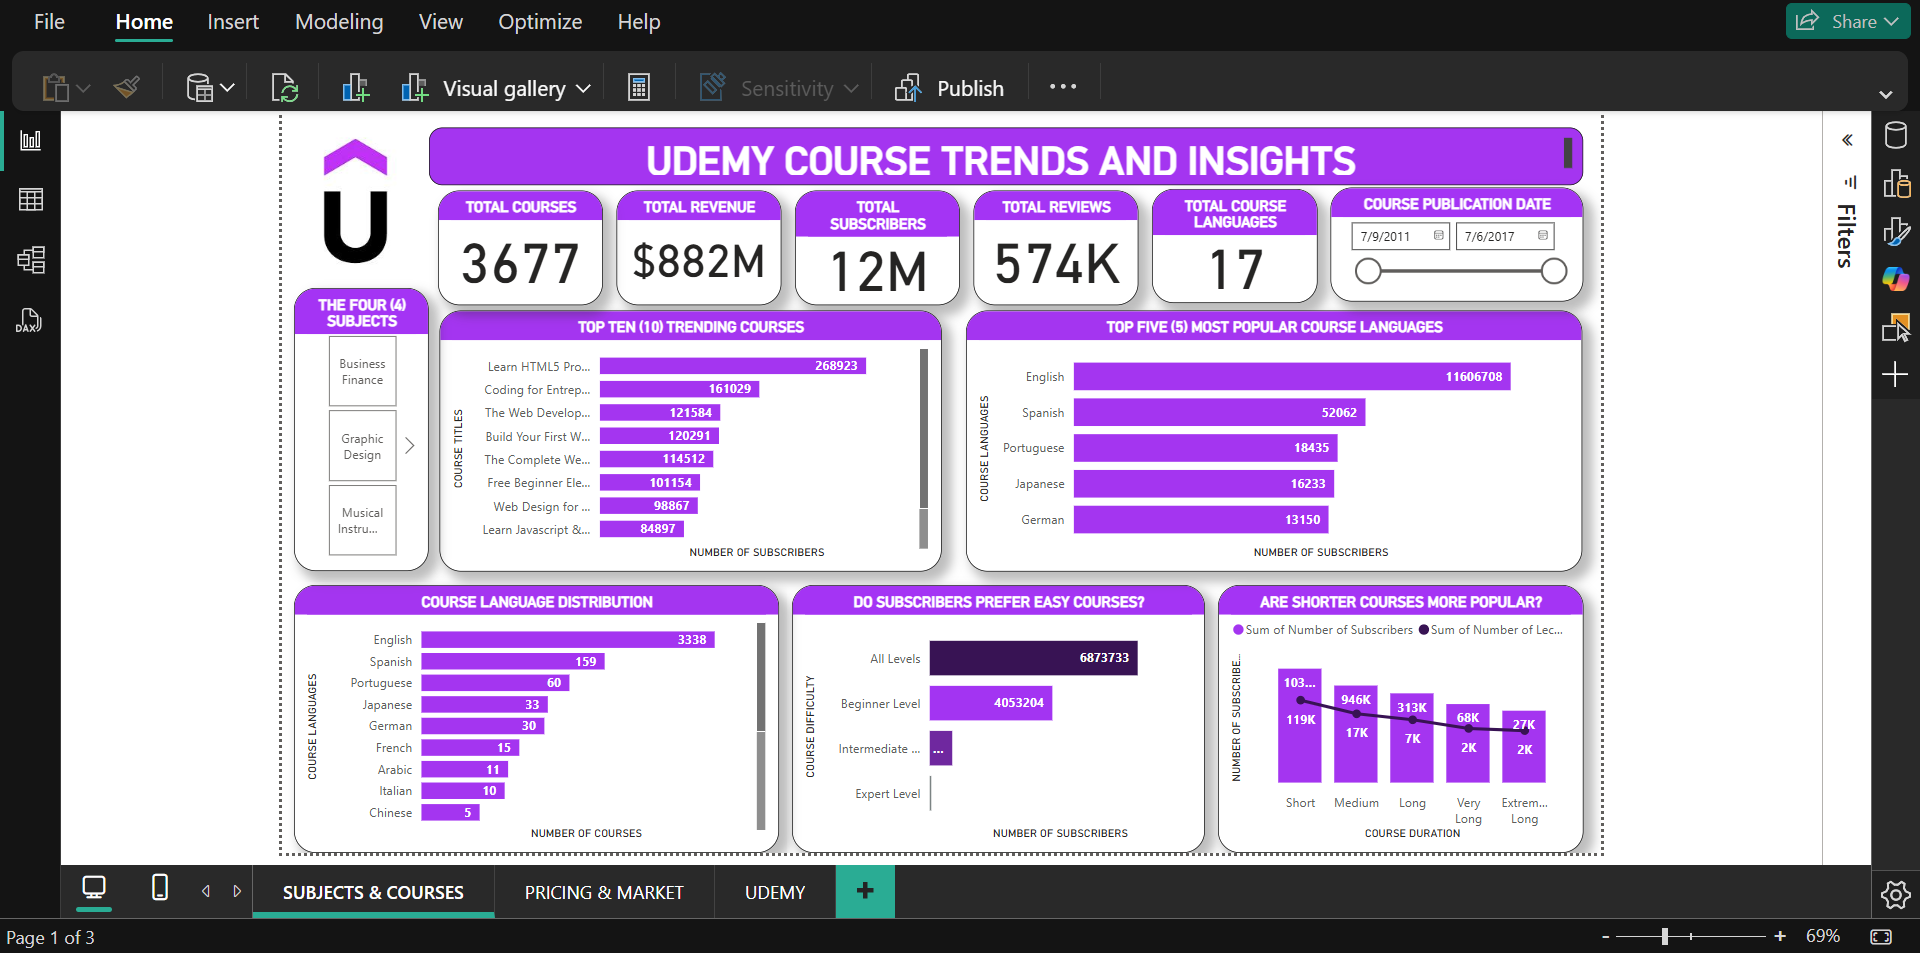 File Home Insert Modeling View Optimize Help Share
Visual gallery Sensitivity Publish
UDEMY COURSE TRENDS AND INSIGHTS
TOTAL COURSES
3677
TOTAL REVENUE
$882M
TOTAL
SUBSCRIBERS
12M
TOTAL REVIEWS
574K
TOTAL COURSE
LANGUAGES
17
COURSE PUBLICATION DATE
7/9/2011 7/6/2017
Filters
DAX
THE FOUR (4)
SUBJECTS
Business
Finance
Graphic
Design
Musical
Instru...
TOP TEN (10) TRENDING COURSES
COURSE TITLES
Learn HTML5 Pro... 268923
Coding for Entrep... 161029
The Web Develop... 121584
Build Your First W... 120291
The Complete We... 114512
Free Beginner Ele... 101154
Web Design for ... 98867
Learn Javascript &... 84897
NUMBER OF SUBSCRIBERS
TOP FIVE (5) MOST POPULAR COURSE LANGUAGES
COURSE LANGUAGES
English 11606708
Spanish 52062
Portuguese 18435
Japanese 16233
German 13150
NUMBER OF SUBSCRIBERS
COURSE LANGUAGE DISTRIBUTION
COURSE LANGUAGES
English 3338
Spanish 159
Portuguese 60
Japanese 33
German 30
French 15
Arabic 11
Italian 10
Chinese 5
NUMBER OF COURSES
DO SUBSCRIBERS PREFER EASY COURSES?
COURSE DIFFICULTY
All Levels 6873733
Beginner Level 4053204
Intermediate ... ...
Expert Level
NUMBER OF SUBSCRIBERS
ARE SHORTER COURSES MORE POPULAR?
Sum of Number of Subscribers Sum of Number of Lec...
NUMBER OF SUBSCRIBE...
103... 946K 313K 68K 27K
119K 17K 7K 2K 2K
Short Medium Long Very Long Extrem... Long
COURSE DURATION
SUBJECTS & COURSES PRICING & MARKET UDEMY +
Page 1 of 3
- + 69%